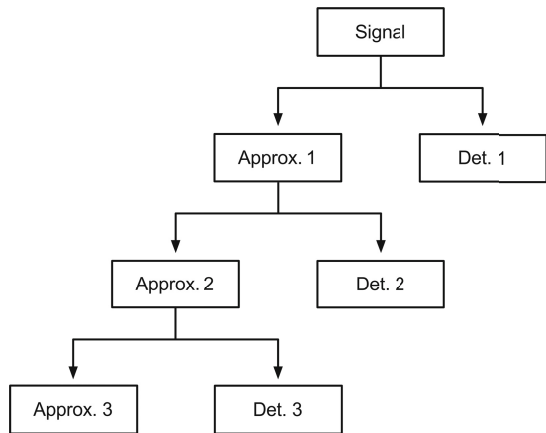 Signal
Approx. 1
Det. 1
Approx. 2
Det. 2
Approx. 3
Det. 3